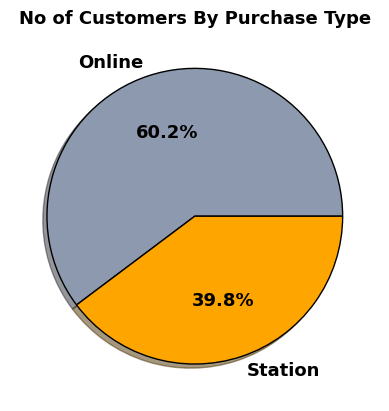 No of Customers By Purchase Type
Online
60.2%
39.8%
Station